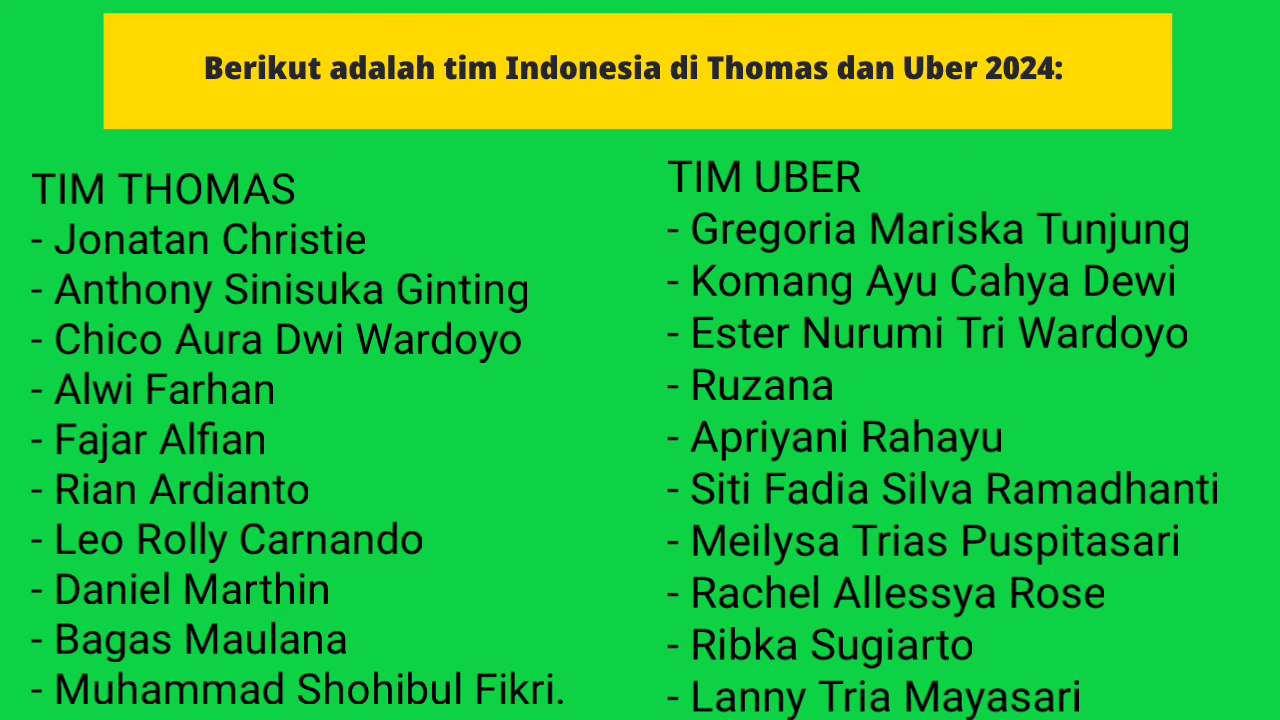 Berikut adalah tim Indonesia di Thomas dan Uber 2024:
TIM THOMAS
- Jonatan Christie
- Anthony Sinisuka Ginting
- Chico Aura Dwi Wardoyo
- Alwi Farhan
- Fajar Alfian
- Rian Ardianto
- Leo Rolly Carnando
- Daniel Marthin
- Bagas Maulana
- Muhammad Shohibul Fikri.
TIM UBER
- Gregoria Mariska Tunjung
- Komang Ayu Cahya Dewi
- Ester Nurumi Tri Wardoyo
- Ruzana
- Apriyani Rahayu
- Siti Fadia Silva Ramadhanti
- Meilysa Trias Puspitasari
- Rachel Allessya Rose
- Ribka Sugiarto
- Lanny Tria Mayasari